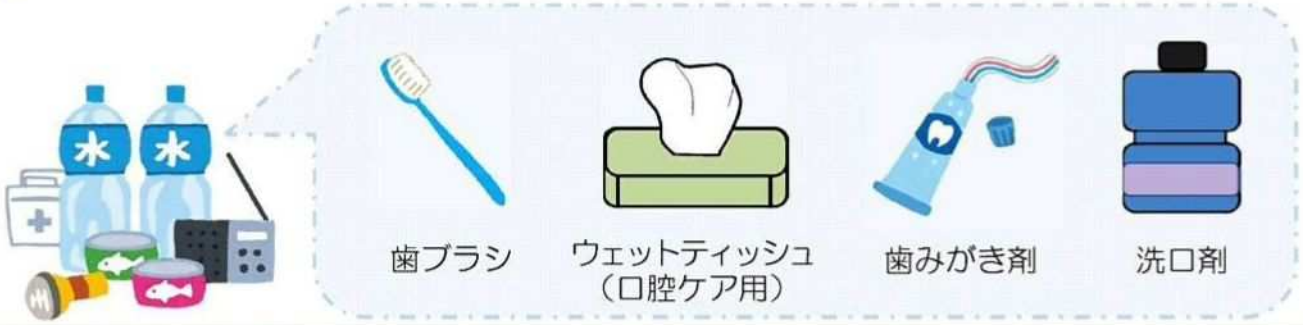 水 水
歯ブラシ
ウェットティッシュ
（口腔ケア用）
歯みがき剤
洗口剤